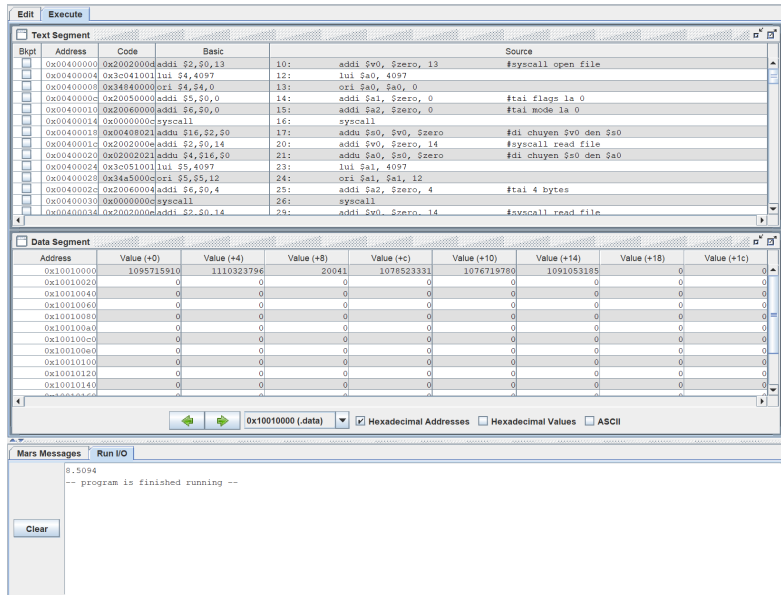 Edit Execute
Text Segment
Bkpt Address Code Basic Source
0x00400000 0x2002000d addi $2,$0,13 10: addi $v0, $zero, 13 #syscall open file
0x00400004 0x3c041001 lui $4,4097 12: lui $a0, 4097
0x00400008 0x34840000 ori $4,$4,0 13: ori $a0, $a0, 0
0x0040000c 0x20050000 addi $5,$0,0 14: addi $a1, $zero, 0 #tai flags la 0
0x00400010 0x20060000 addi $6,$0,0 15: addi $a2, $zero, 0 #tai mode la 0
0x00400014 0x0000000c syscall 16: syscall
0x00400018 0x00408021 addu $16,$2,$0 17: addu $s0, $v0, $zero #di chuyen $v0 den $s0
0x0040001c 0x2002000e addi $2,$0,14 20: addi $v0, $zero, 14 #syscall read file
0x00400020 0x02002021 addu $4,$16,$0 21: addu $a0, $s0, $zero #di chuyen $s0 den $a0
0x00400024 0x3c051001 lui $5,4097 23: lui $a1, 4097
0x00400028 0x34a5000c ori $5,$5,12 24: ori $a1, $a1, 12
0x0040002c 0x20060004 addi $6,$0,4 25: addi $a2, $zero, 4 #tai 4 bytes
0x00400030 0x0000000c syscall 26: syscall
0x00400034 0x2002000e addi $2,$0,14 29: addi $v0, $zero, 14 #syscall read file
Data Segment
Address Value (+0) Value (+4) Value (+8) Value (+c) Value (+10) Value (+14) Value (+18) Value (+1c)
0x10010000 1095715910 1110323796 20041 1078523331 1076719780 1091053185 0 0
0x10010020 0 0 0 0 0 0 0 0
0x10010040 0 0 0 0 0 0 0 0
0x10010060 0 0 0 0 0 0 0 0
0x10010080 0 0 0 0 0 0 0 0
0x100100a0 0 0 0 0 0 0 0 0
0x100100c0 0 0 0 0 0 0 0 0
0x100100e0 0 0 0 0 0 0 0 0
0x10010100 0 0 0 0 0 0 0 0
0x10010120 0 0 0 0 0 0 0 0
0x10010140 0 0 0 0 0 0 0 0
0x10010000 (.data) Hexadecimal Addresses Hexadecimal Values ASCII
Mars Messages Run I/O
8.5094
-- program is finished running --
Clear